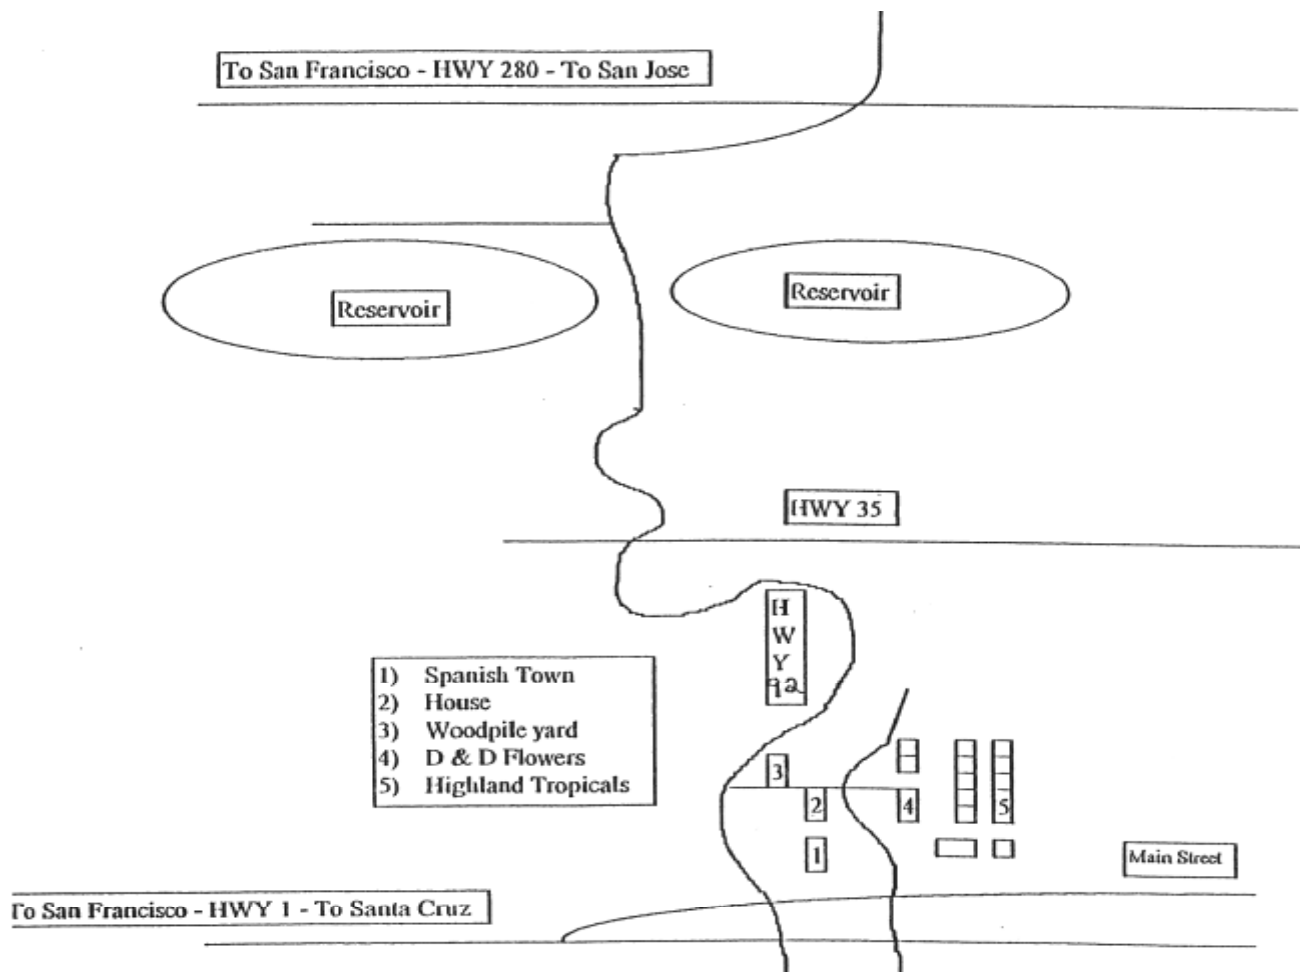 To San Francisco - HWY 280 - To San Jose
Reservoir
Reservoir
HWY 35
H
W
Y
92
1) Spanish Town
2) House
3) Woodpile yard
4) D & D Flowers
5) Highland Tropicals
3
2
4
5
1
Main Street
To San Francisco - HWY 1 - To Santa Cruz